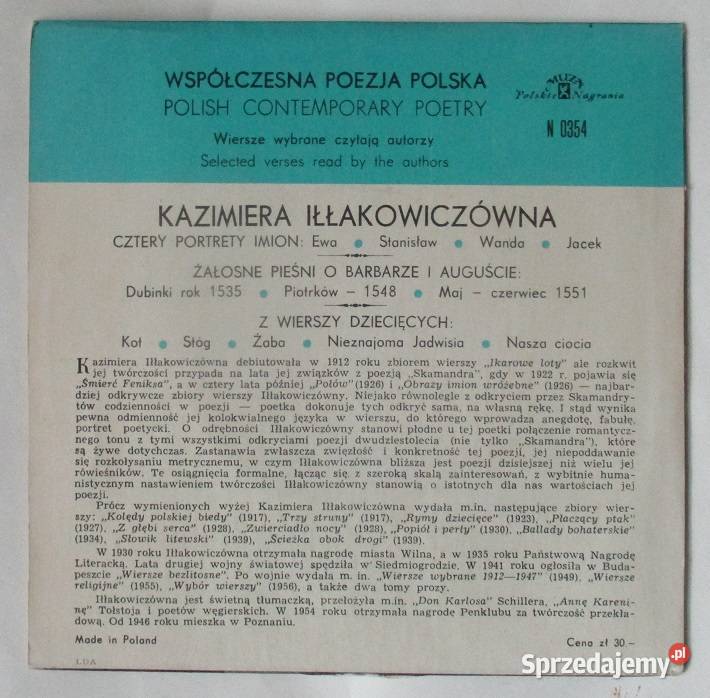 WSPÓŁCZESNA POEZJA POLSKA
POLISH CONTEMPORARY POETRY
Wiersze wybrane czytają autorzy
Selected verses read by the authors
MUZA
Polskie Nagrania
N 0354
KAZIMIERA IŁŁAKOWICZÓWNA
CZTERY PORTRETY IMION: Ewa • Stanisław • Wanda • Jacek
ŻAŁOSNE PIEŚNI O BARBARZE I AUGUŚCIE:
Dubinki rok 1535 • Piotrków – 1548 • Maj – czerwiec 1551
Z WIERSZY DZIECIĘCYCH:
Kot • Stóg • Żaba • Nieznajoma Jadwisia • Nasza ciocia
Kazimiera Iłłakowiczówna debiutowała w 1912 roku zbiorem wierszy „Ikarowe loty" ale rozkwit
jej twórczości przypada na lata jej związków z poezją „Skamandra", gdy w 1922 r. pojawia się
„Śmierć Feniksa", a w cztery lata później „Połów" (1926) i „Obrazy imion wróżebne" (1926) — najbar-
dziej odkrywcze zbiory wierszy Iłłakowiczówny. Niejako równolegle z odkryciem przez Skamandry-
tów codzienności w poezji — poetka dokonuje tych odkryć sama, na własną rękę. I stąd wynika
pewna odmienność jej kolokwialnego języka w wierszu, do którego wprowadza anegdotę, fabułę,
portret poetycki. O odrębności Iłłakowiczówny stanowi płodne u tej poetki połączenie romantycz-
nego tonu z tymi wszystkimi odkryciami poezji dwudziestolecia (nie tylko „Skamandra"), które
są żywe dotychczas. Zastanawia zwłaszcza zwięzłość i konkretność tej poezji, jej niepoddawanie
się rozkołysaniu metrycznemu, w czym Iłłakowiczówna bliższa jest poezji dzisiejszej niż wielu jej
rówieśników. Te osiągnięcia formalne, łącząc się z szeroką skalą zainteresowań, z wybitnie huma-
nistycznym nastawieniem twórczości Iłłakowiczówny stanowią o istotnych dla nas wartościach jej
poezji.
Prócz wymienionych wyżej Kazimiera Iłłakowiczówna wydała m.in. następujące zbiory wier-
szy: „Kolędy polskiej biedy" (1917), „Trzy struny" (1917), „Rymy dziecięce" (1923), „Płaczący ptak"
(1927), „Z głębi serca" (1928), „Zwierciadło nocy" (1928), „Popiół i perły" (1930), „Ballady bohaterskie"
(1934), „Słowik litewski" (1939), „Ścieżka obok drogi" (1939).
W 1930 roku Iłłakowiczówna otrzymała nagrodę miasta Wilna, a w 1935 roku Państwową Nagrodę
Literacką. Lata drugiej wojny światowej spędziła w Siedmiogrodzie. W 1941 roku ogłosiła w Buda-
peszcie „Wiersze bezlitosne". Po wojnie wydała m. in. „Wiersze wybrane 1912—1947" (1949), „Wiersze
religijne" (1955), „Wybór wierszy" (1956), a także dwa tomy prozy.
Iłłakowiczówna jest świetną tłumaczką, przełożyła m.in. „Don Karlosa" Schillera, „Annę Kareni-
nę" Tołstoja i poetów węgierskich. W 1954 roku otrzymała nagrodę Penklubu za twórczość przekła-
dową. Od 1946 roku mieszka w Poznaniu.
Made in Poland
Cena zł 30.–
LDA
Sprzedajemy.pl